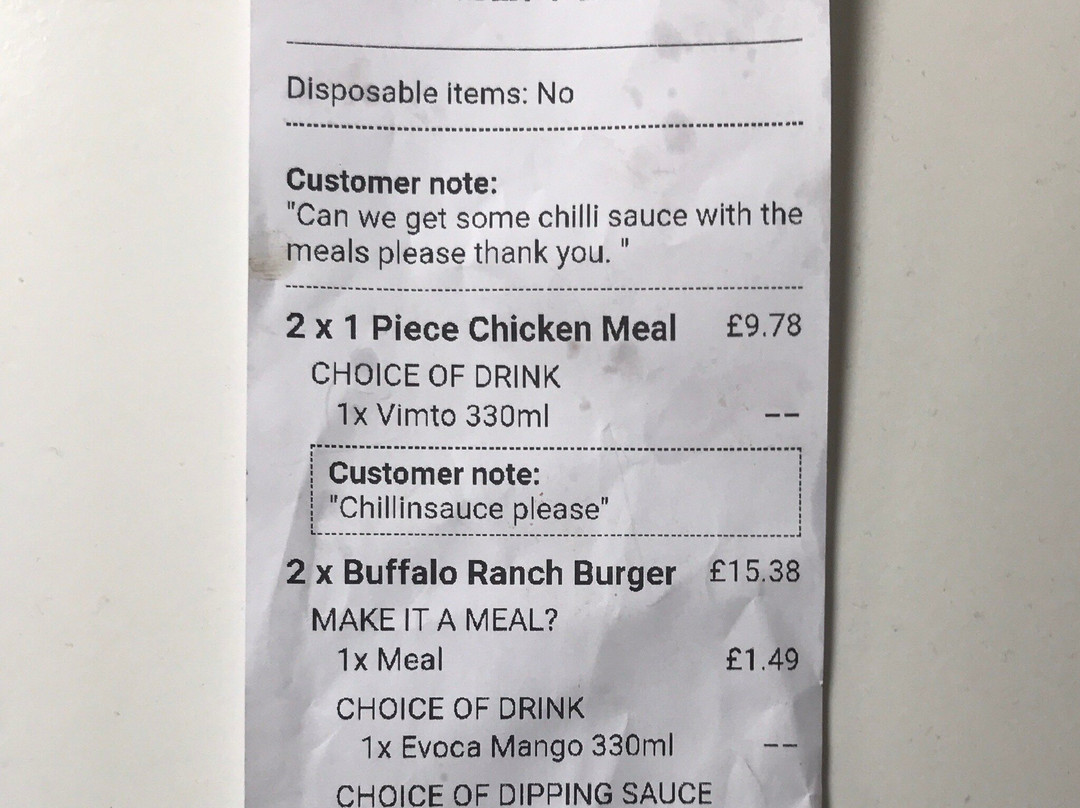 Disposable items: No
Customer note:
"Can we get some chilli sauce with the
meals please thank you. "
2 x 1 Piece Chicken Meal £9.78
CHOICE OF DRINK
1x Vimto 330ml --
Customer note:
"Chillinsauce please"
2 x Buffalo Ranch Burger £15.38
MAKE IT A MEAL?
1x Meal £1.49
CHOICE OF DRINK
1x Evoca Mango 330ml --
CHOICE OF DIPPING SAUCE